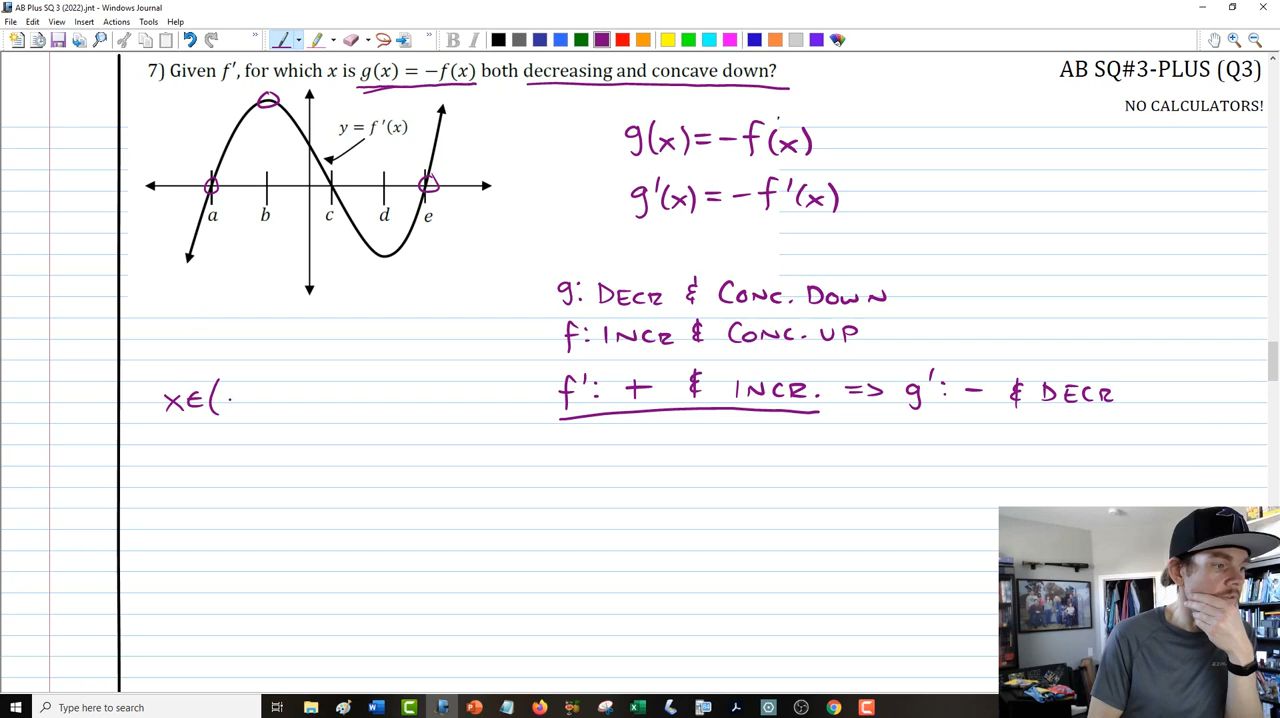 AB Plus SQ 3 (2022).jnt - Windows Journal
File Edit View Insert Actions Tools Help
7) Given f′, for which x is g(x) = −f(x) both decreasing and concave down?
AB SQ#3-PLUS (Q3)
NO CALCULATORS!
y = f ′(x)
a b c d e
g(x) = −f(x)
g'(x) = −f'(x)
g: DECR & CONC. DOWN
f: INCR & CONC. UP
f': + & INCR. => g': − & DECR
x∈(
Type here to search